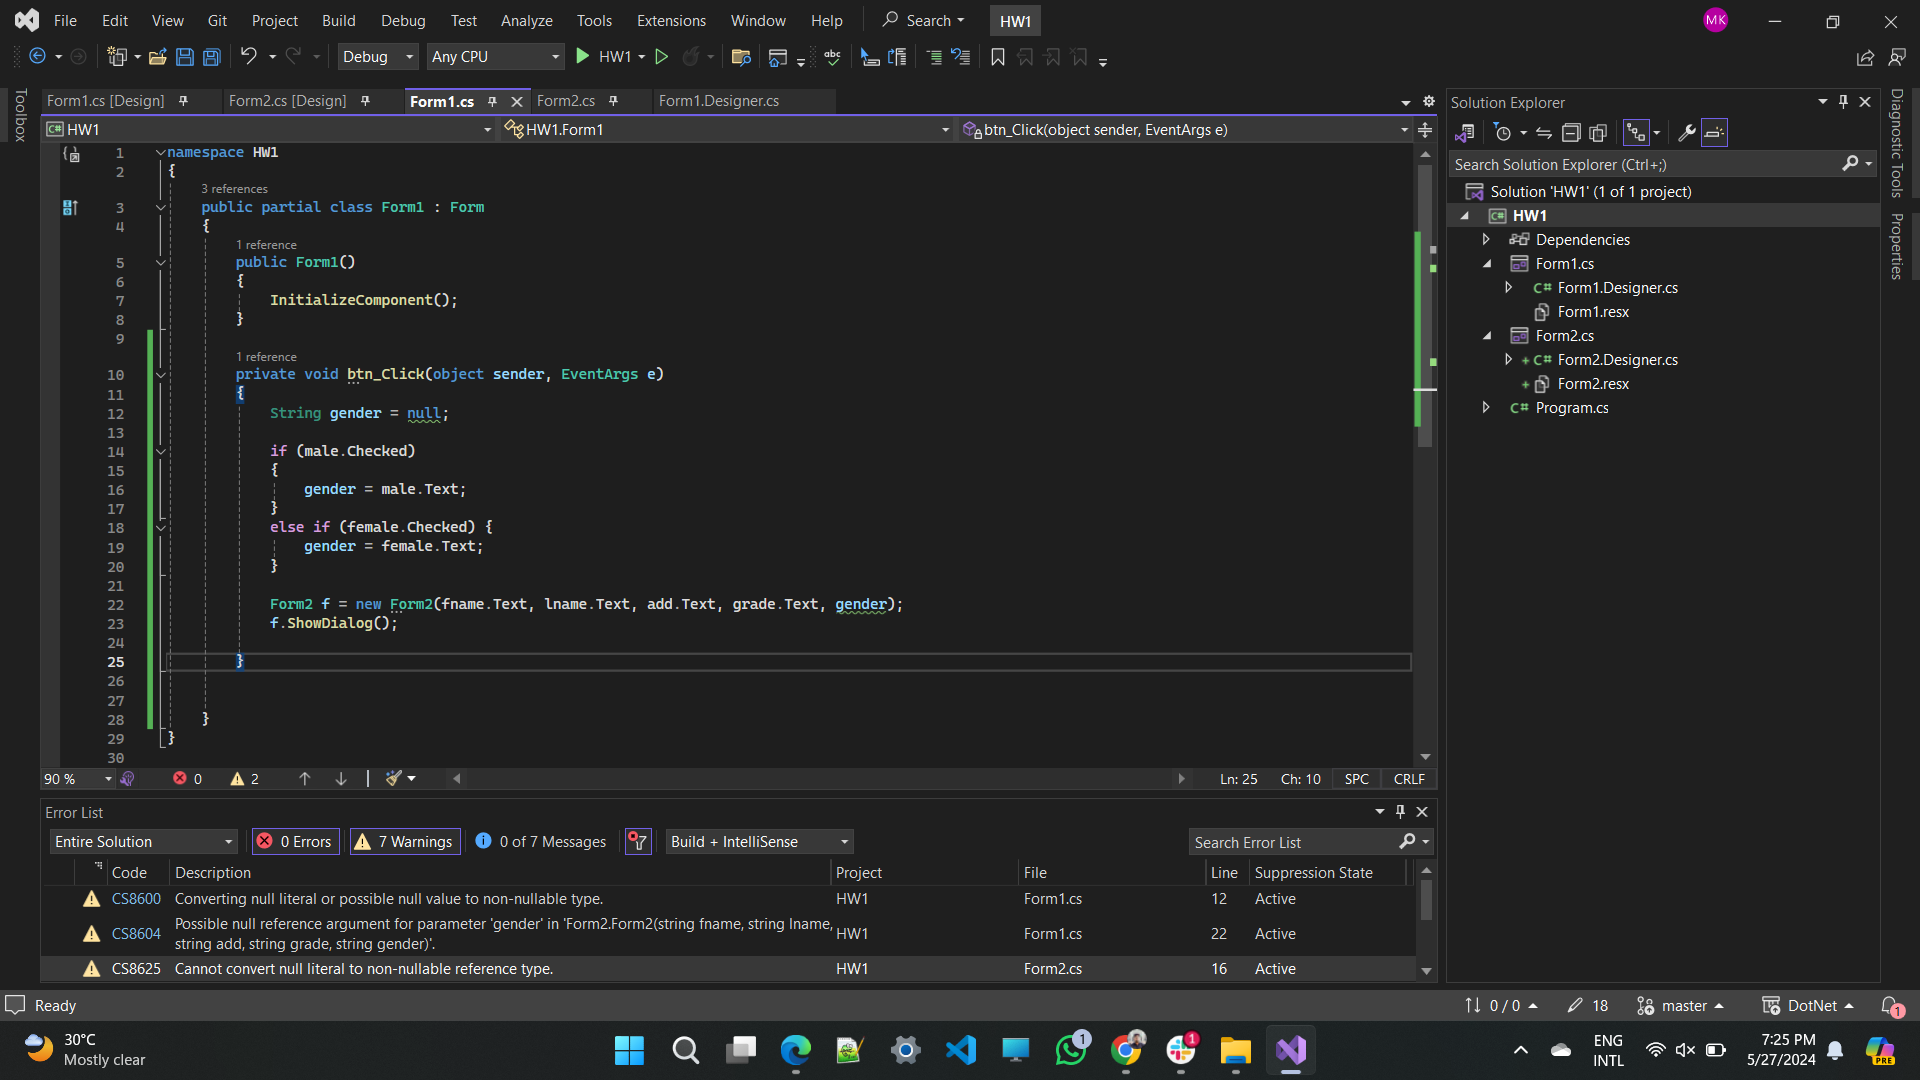 File Edit View Git Project Build Debug Test Analyze Tools Extensions Window Help Search HW1 MK
Debug Any CPU HW1
Toolbox
Form1.cs [Design] Form2.cs [Design] Form1.cs Form2.cs Form1.Designer.cs
HW1 HW1.Form1 btn_Click(object sender, EventArgs e)
1 namespace HW1
2 {
3 references
3 public partial class Form1 : Form
4 {
1 reference
5 public Form1()
6 {
7 InitializeComponent();
8 }
9
1 reference
10 private void btn_Click(object sender, EventArgs e)
11 {
12 String gender = null;
13
14 if (male.Checked)
15 {
16 gender = male.Text;
17 }
18 else if (female.Checked) {
19 gender = female.Text;
20 }
21
22 Form2 f = new Form2(fname.Text, lname.Text, add.Text, grade.Text, gender);
23 f.ShowDialog();
24
25 }
26
27
28 }
29 }
30
90 % 0 2 Ln: 25 Ch: 10 SPC CRLF
Error List
Entire Solution 0 Errors 7 Warnings 0 of 7 Messages Build + IntelliSense Search Error List
Code Description Project File Line Suppression State
CS8600 Converting null literal or possible null value to non-nullable type. HW1 Form1.cs 12 Active
CS8604 Possible null reference argument for parameter 'gender' in 'Form2.Form2(string fname, string lname, HW1 Form1.cs 22 Active
string add, string grade, string gender)'.
CS8625 Cannot convert null literal to non-nullable reference type. HW1 Form2.cs 16 Active
Solution Explorer
Search Solution Explorer (Ctrl+;)
Solution 'HW1' (1 of 1 project)
HW1
Dependencies
Form1.cs
C# Form1.Designer.cs
Form1.resx
Form2.cs
+ C# Form2.Designer.cs
+ Form2.resx
C# Program.cs
Diagnostic Tools
Properties
Ready 0 / 0 18 master DotNet 1
30°C
Mostly clear
1 1 PRE
ENG
INTL
7:25 PM
5/27/2024